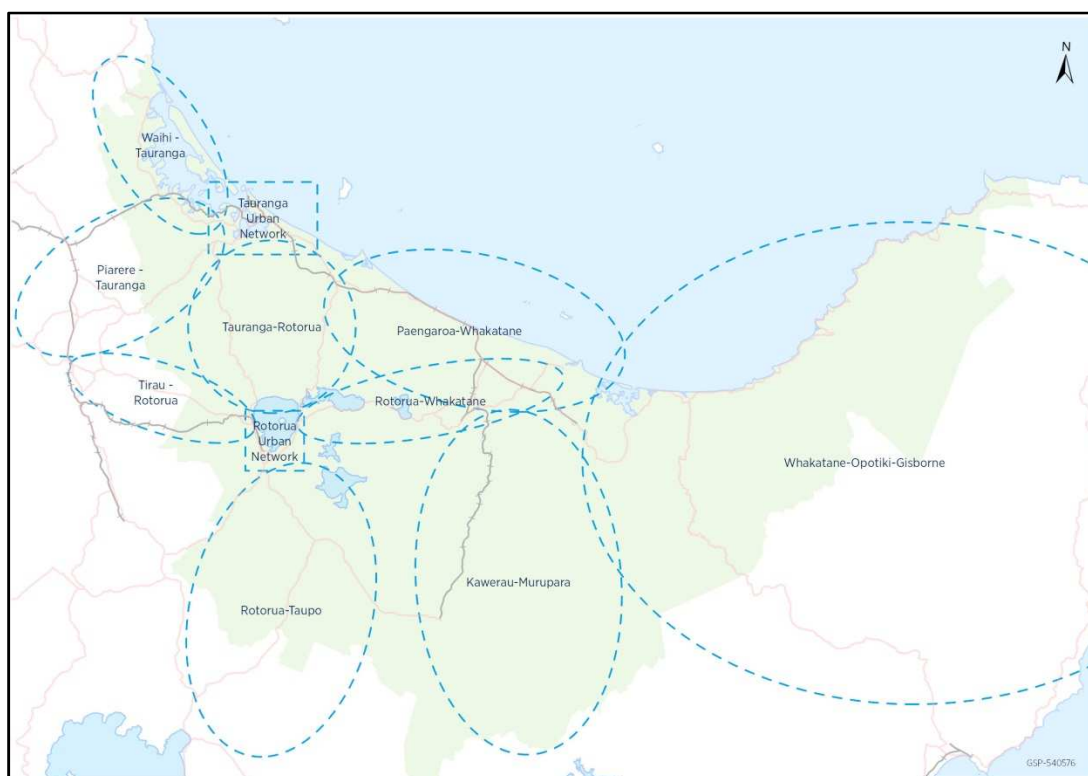 N
Waihi -
Tauranga
Tauranga
Urban
Network
Piarere -
Tauranga
Tauranga-Rotorua
Paengaroa-Whakatane
Tirau -
Rotorua
Rotorua-Whakatane
Rotorua
Urban
Network
Whakatane-Opotiki-Gisborne
Kawerau-Murupara
Rotorua-Taupo
GSP-540576